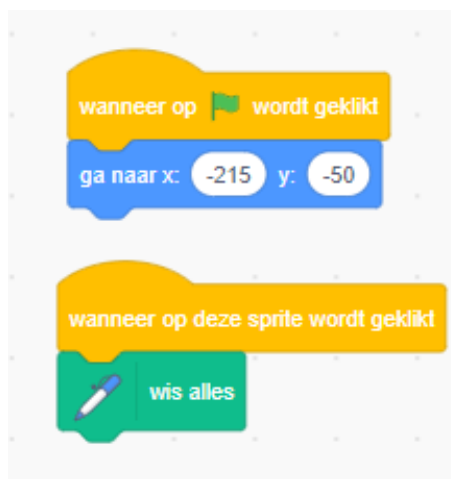 wanneer op wordt geklikt
ga naar x: -215 y: -50
wanneer op deze sprite wordt geklikt
wis alles